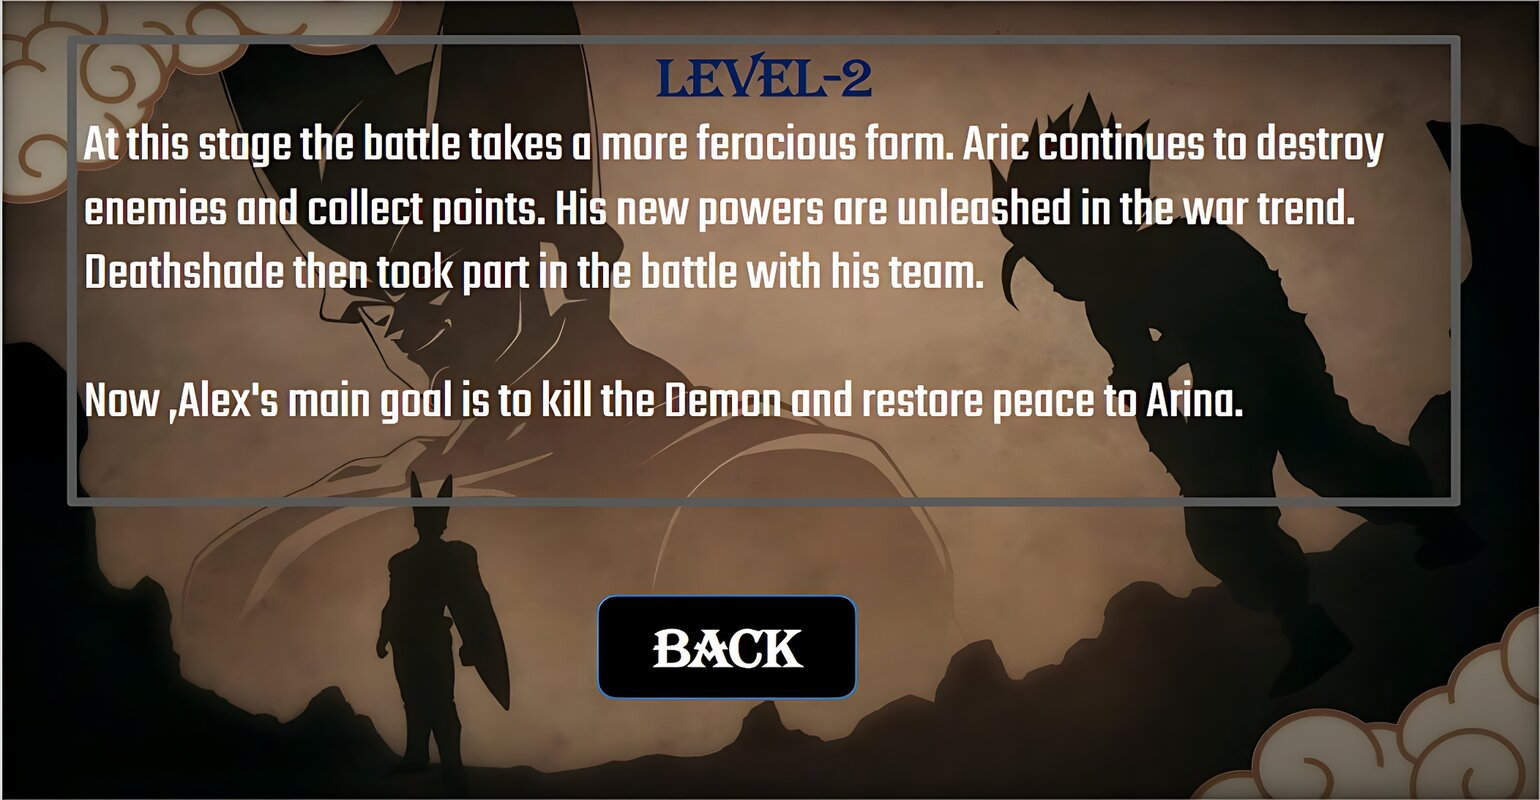 LEVEL-2
At this stage the battle takes a more ferocious form. Aric continues to destroy
enemies and collect points. His new powers are unleashed in the war trend.
Deathshade then took part in the battle with his team.
Now ,Alex's main goal is to kill the Demon and restore peace to Arina.
BACK